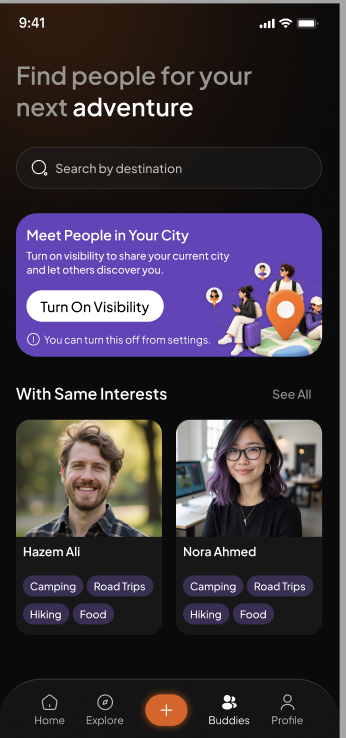 9:41
Find people for your
next adventure
Search by destination
Meet People in Your City
Turn on visibility to share your current city
and let others discover you.
Turn On Visibility
You can turn this off from settings.
With Same Interests
See All
Hazem Ali
Camping
Road Trips
Hiking
Food
Nora Ahmed
Camping
Road Trips
Hiking
Food
Home
Explore
Buddies
Profile